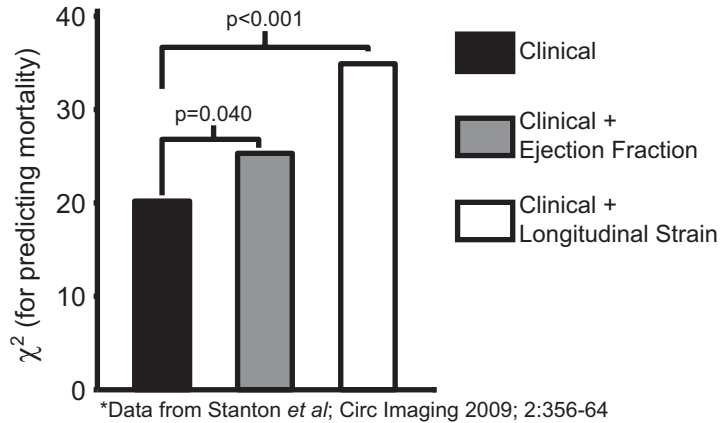 χ² (for predicting mortality)
40
30
20
10
0
p<0.001
p=0.040
Clinical
Clinical +
Ejection Fraction
Clinical +
Longitudinal Strain
*Data from Stanton et al; Circ Imaging 2009; 2:356-64